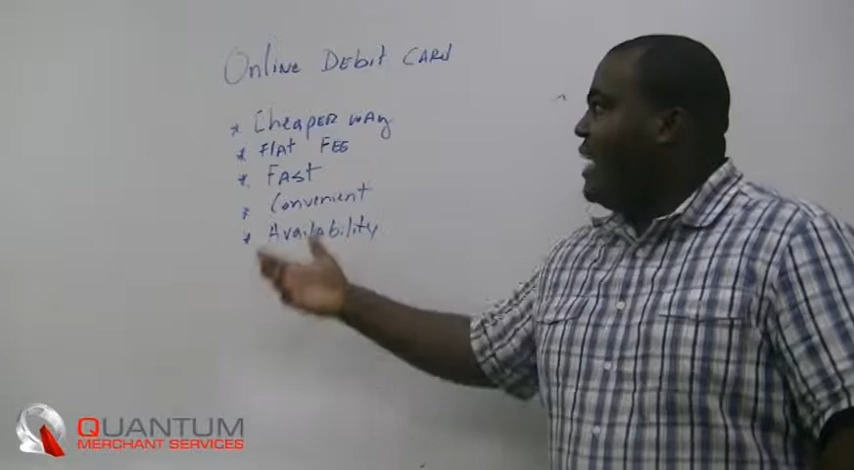 Online Debit CARD
* Cheaper way
* Flat FEE
* Fast
* Convenient
* Availability
QUANTUM
MERCHANT SERVICES